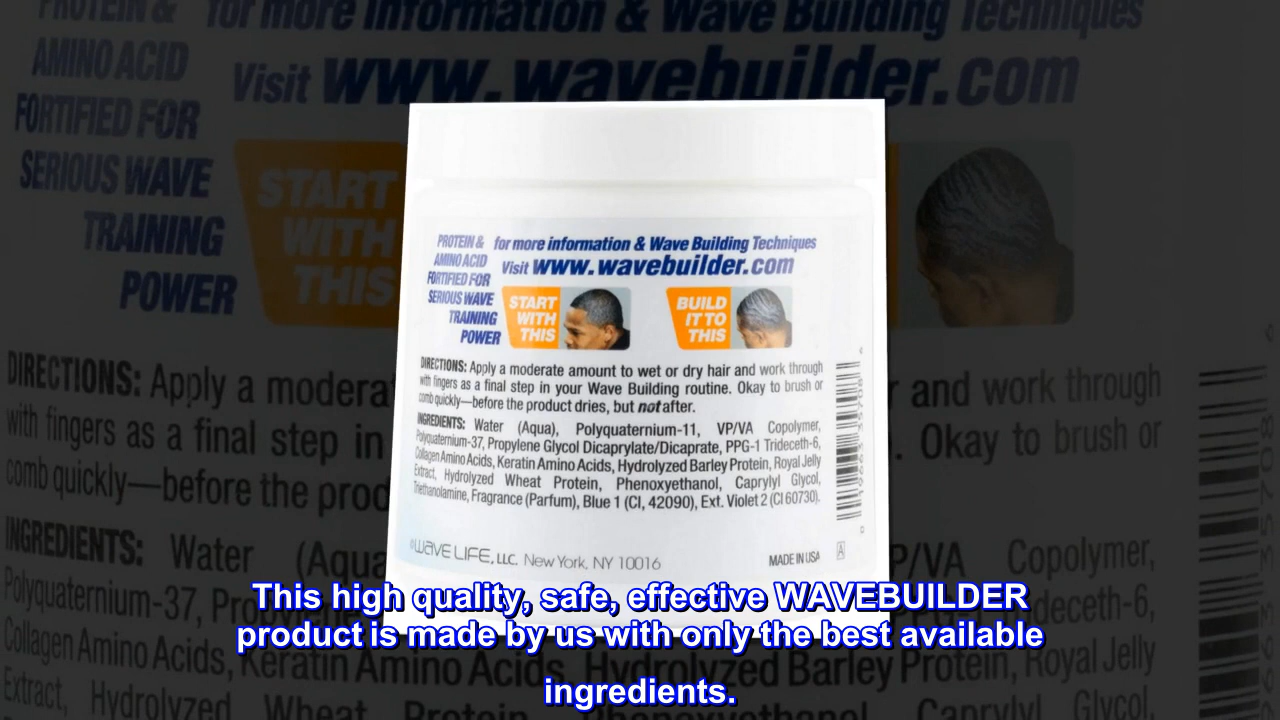 PROTEIN &
AMINO ACID
FORTIFIED FOR
SERIOUS WAVE
TRAINING
POWER
for more information & Wave Building Techniques
Visit www.wavebuilder.com
START
WITH
THIS
BUILD
IT TO
THIS
DIRECTIONS: Apply a moderate amount to wet or dry hair and work through
with fingers as a final step in your Wave Building routine. Okay to brush or
comb quickly—before the product dries, but not after.
INGREDIENTS: Water (Aqua), Polyquaternium-11, VP/VA Copolymer,
Polyquaternium-37, Propylene Glycol Dicaprylate/Dicaprate, PPG-1 Trideceth-6,
Collagen Amino Acids, Keratin Amino Acids, Hydrolyzed Barley Protein, Royal Jelly
Extract, Hydrolyzed Wheat Protein, Phenoxyethanol, Caprylyl Glycol,
Triethanolamine, Fragrance (Parfum), Blue 1 (CI, 42090), Ext. Violet 2 (CI 60730).
©WAVE LIFE, LLC. New York, NY 10016
MADE IN USA
A
This high quality, safe, effective WAVEBUILDER
product is made by us with only the best available
ingredients.